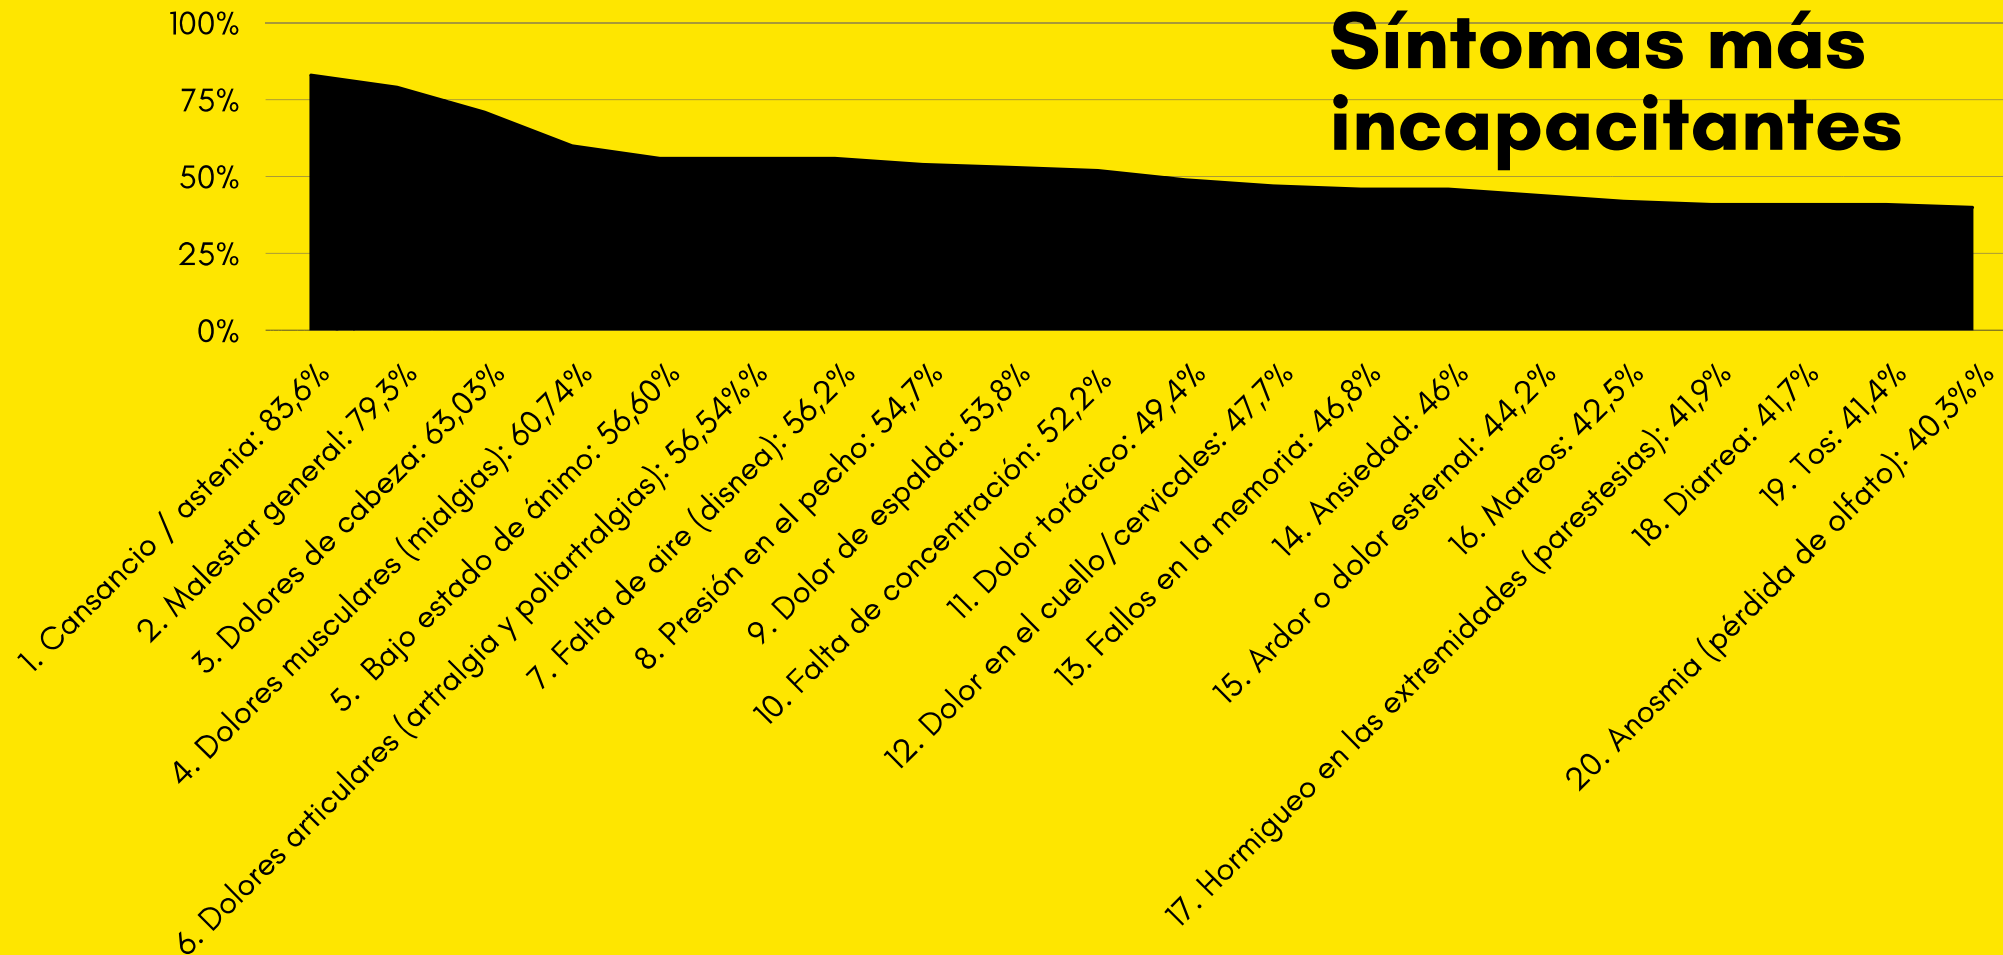 Síntomas más
incapacitantes
100%
75%
50%
25%
0%
1. Cansancio / astenia: 83,6%
2. Malestar general: 79,3%
3. Dolores de cabeza: 63,03%
4. Dolores musculares (mialgias): 60,74%
5.  Bajo estado de ánimo: 56,60%
6. Dolores articulares (artralgia y poliartralgias): 56,54%%
7. Falta de aire (disnea): 56,2%
8. Presión en el pecho: 54,7%
9. Dolor de espalda: 53,8%
10. Falta de concentración: 52,2%
11. Dolor torácico: 49,4%
12. Dolor en el cuello/cervicales: 47,7%
13. Fallos en la memoria: 46,8%
14. Ansiedad: 46%
15. Ardor o dolor esternal: 44,2%
16. Mareos: 42,5%
17. Hormigueo en las extremidades (parestesias): 41,9%
18. Diarrea: 41,7%
19. Tos: 41,4%
20. Anosmia (pérdida de olfato): 40,3%%